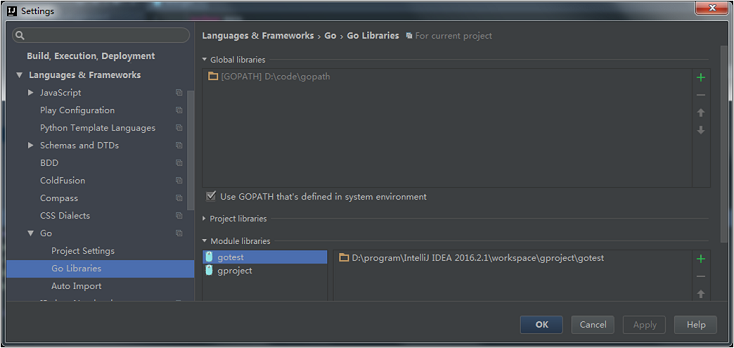 Settings
Build, Execution, Deployment
Languages & Frameworks
JavaScript
Play Configuration
Python Template Languages
Schemas and DTDs
BDD
ColdFusion
Compass
CSS Dialects
Go
Project Settings
Go Libraries
Auto Import
Languages & Frameworks › Go › Go Libraries For current project
Global libraries
[GOPATH] D:\code\gopath
Use GOPATH that's defined in system environment
Project libraries
Module libraries
gotest
gproject
D:\program\IntelliJ IDEA 2016.2.1\workspace\gproject\gotest
OK Cancel Apply Help